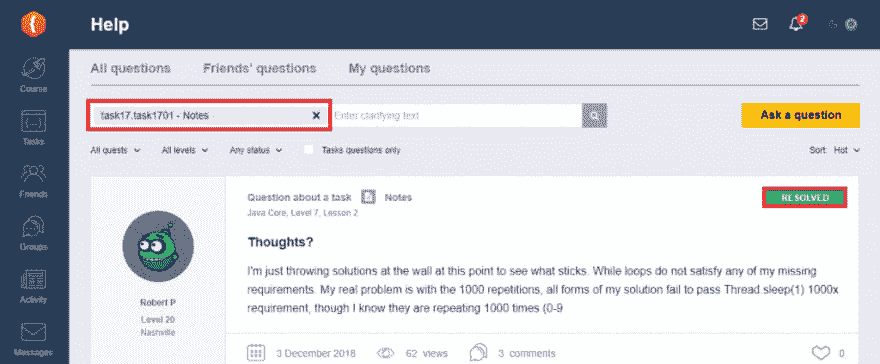 Help
2
All questions Friends' questions My questions
task17.task1701 - Notes × Enter clarifying text Ask a question
All quests All levels Any status Tasks questions only Sort: Hot
Course
Tasks
Friends
Groups
Activity
Messages
Question about a task Notes RESOLVED
Java Core, Level 7, Lesson 2
Thoughts?
I'm just throwing solutions at the wall at this point to see what sticks. While loops do not satisfy any of my missing
requirements. My real problem is with the 1000 repetitions, all forms of my solution fail to pass Thread sleep(1) 1000x
requirement, though I know they are repeating 1000 times (0-9
Robert P
Level 20
Nashville
3 December 2018 62 views 3 comments 0